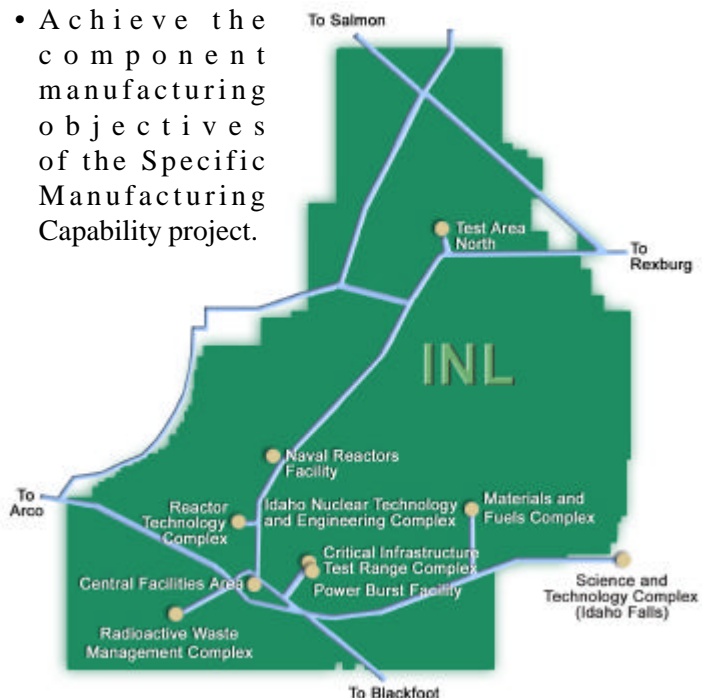 • Achieve the
component
manufacturing
objectives
of the Specific
Manufacturing
Capability project.
To Salmon
Test Area
North
To
Rexburg
INL
Naval Reactors
Facility
To
Arco
Reactor
Technology
Complex
Idaho Nuclear Technology
and Engineering Complex
Materials and
Fuels Complex
Critical Infrastructure
Test Range Complex
Central Facilities Area
Power Burst Facility
Science and
Technology Complex
(Idaho Falls)
Radioactive Waste
Management Complex
To Blackfoot